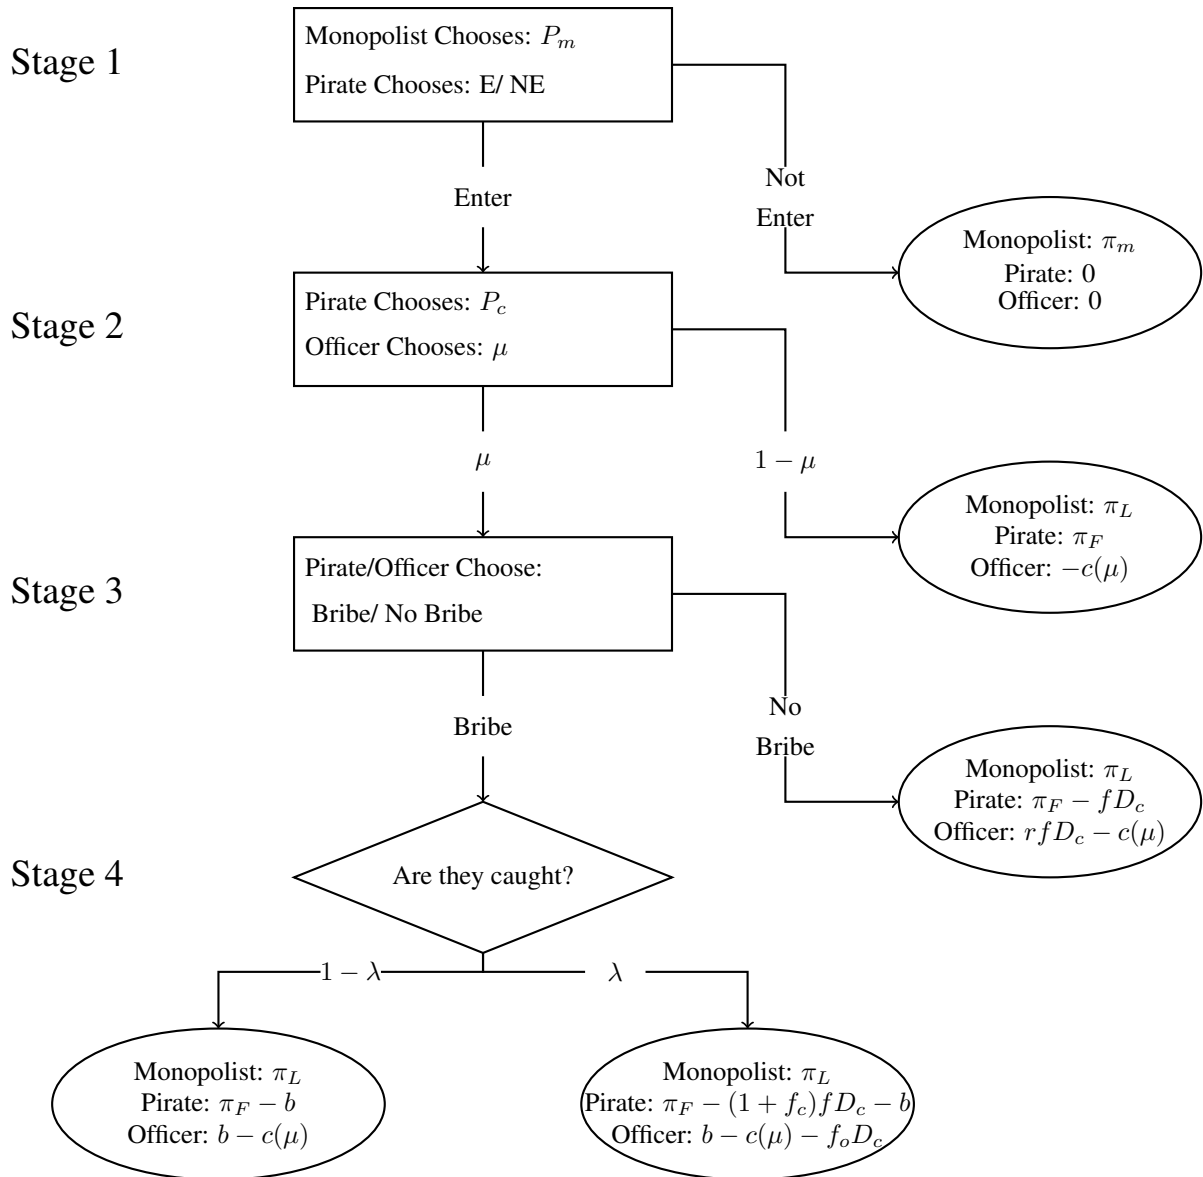 Stage 1
Monopolist Chooses: $P_m$
Pirate Chooses: E/ NE
Enter
Not
Enter
Monopolist: $\pi_m$
Pirate: 0
Officer: 0
Stage 2
Pirate Chooses: $P_c$
Officer Chooses: $\mu$
$\mu$
$1 - \mu$
Monopolist: $\pi_L$
Pirate: $\pi_F$
Officer: $-c(\mu)$
Stage 3
Pirate/Officer Choose:
Bribe/ No Bribe
Bribe
No
Bribe
Monopolist: $\pi_L$
Pirate: $\pi_F - fD_c$
Officer: $rfD_c - c(\mu)$
Stage 4
Are they caught?
$1 - \lambda$
$\lambda$
Monopolist: $\pi_L$
Pirate: $\pi_F - b$
Officer: $b - c(\mu)$
Monopolist: $\pi_L$
Pirate: $\pi_F - (1 + f_c)fD_c - b$
Officer: $b - c(\mu) - f_oD_c$